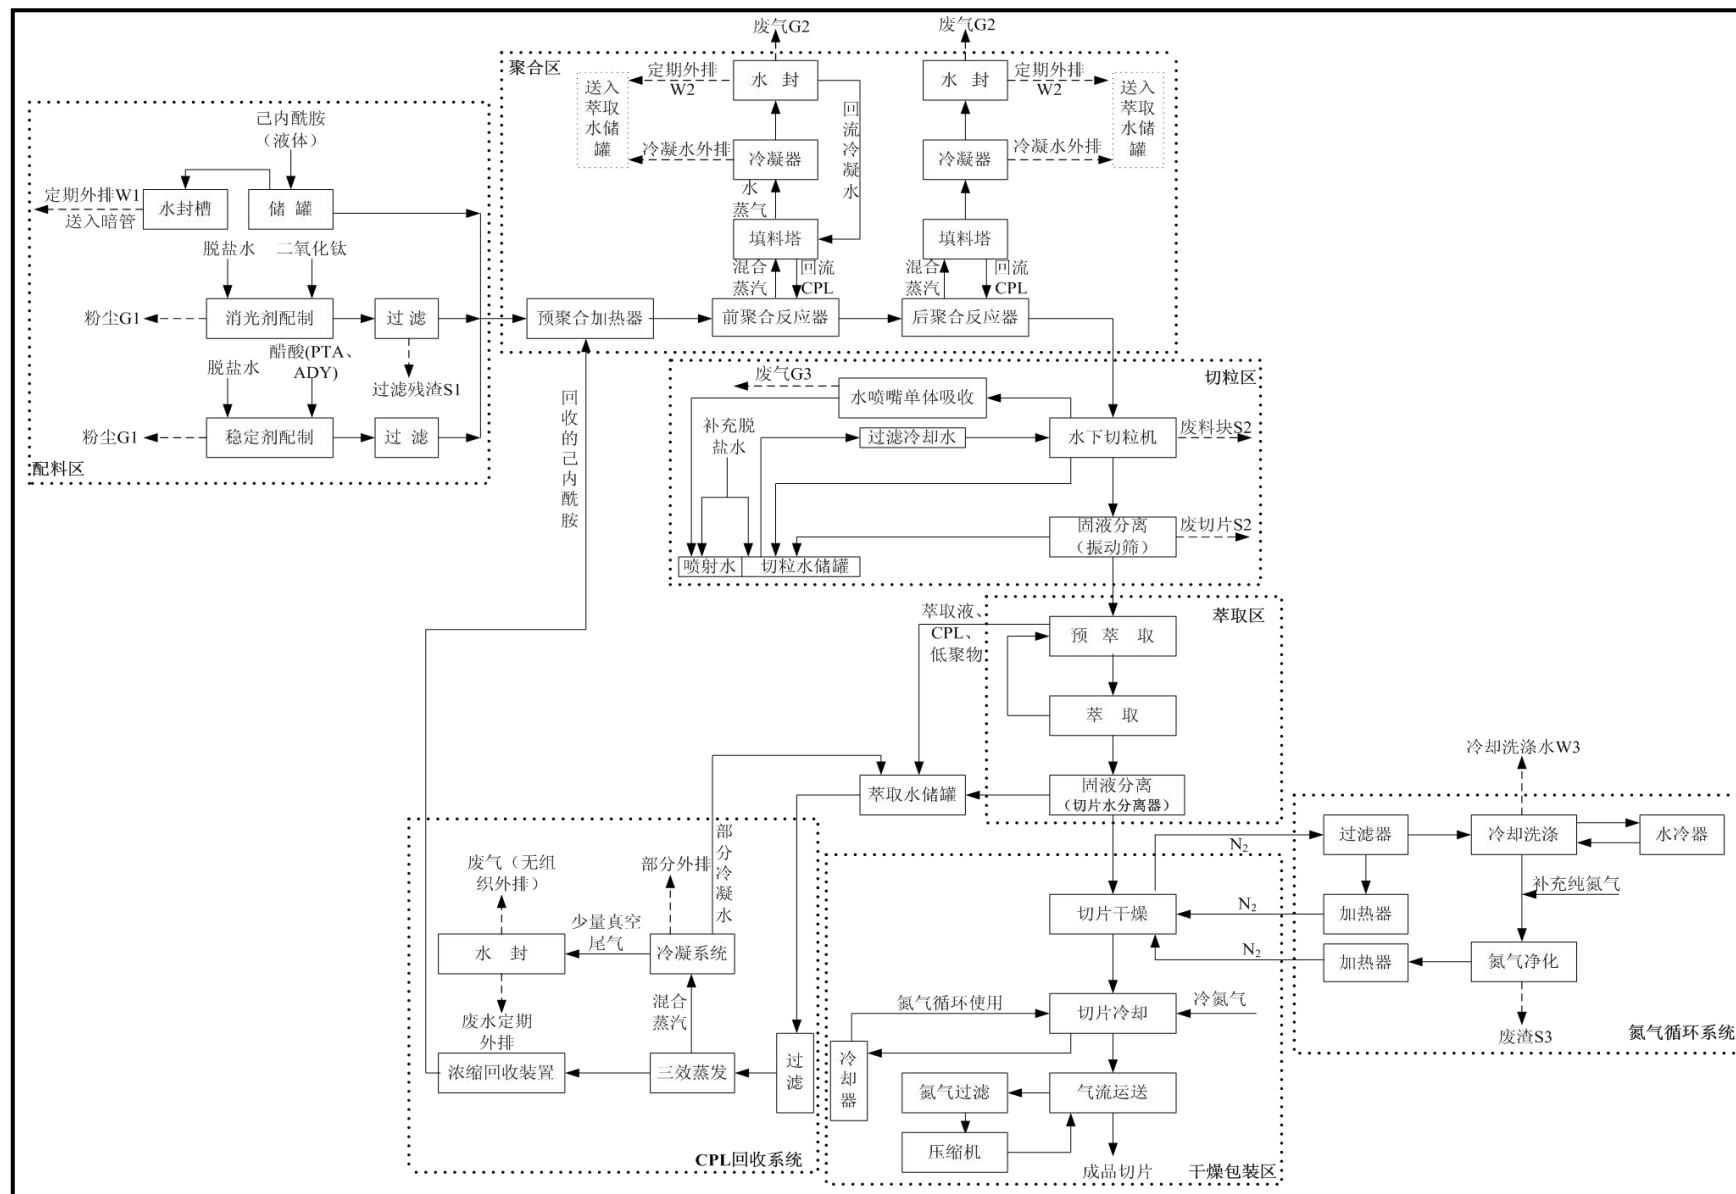 废气G2
废气G2
聚合区
定期外排
W2
水 封
水 封
定期外排
W2
送入
萃取
水储
罐
送入
萃取
水储
罐
回流冷凝水
冷凝水外排
冷凝器
冷凝器
冷凝水外排
水
蒸气
填料塔
填料塔
混合
蒸汽
回流
CPL
混合
蒸汽
回流
CPL
预聚合加热器
前聚合反应器
后聚合反应器
己内酰胺
（液体）
定期外排W1
送入暗管
水封槽
储 罐
脱盐水
二氧化钛
粉尘G1
消光剂配制
过 滤
醋酸(PTA、
ADY)
脱盐水
过滤残渣S1
粉尘G1
稳定剂配制
过 滤
配料区
回收的己内酰胺
切粒区
废气G3
水喷嘴单体吸收
补充脱
盐水
过滤冷却水
水下切粒机
废料块S2
固液分离
（振动筛）
废切片S2
喷射水
切粒水储罐
萃取区
萃取液、
CPL、
低聚物
预 萃 取
萃 取
萃取水储罐
固液分离
（切片水分离器）
冷却洗涤水W3
N2
过滤器
冷却洗涤
水冷器
补充纯氮气
切片干燥
N2
加热器
N2
加热器
氮气净化
废渣S3
氮气循环系统
废气（无组
织外排）
部分外排
部分冷凝水
少量真空
尾气
水 封
冷凝系统
废水定期
外排
混合
蒸汽
浓缩回收装置
三效蒸发
过滤
CPL回收系统
氮气循环使用
切片冷却
冷氮气
冷却器
氮气过滤
气流运送
压缩机
成品切片
干燥包装区